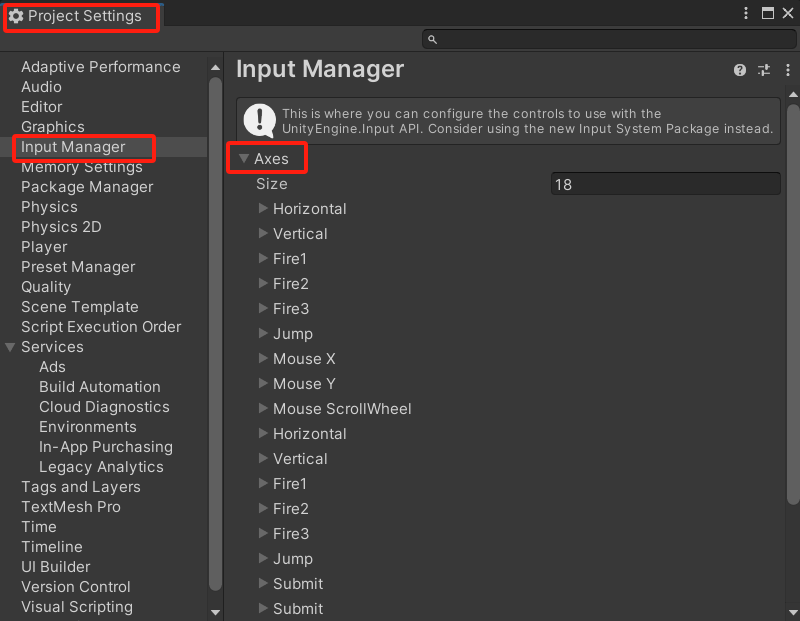 Project Settings
Adaptive Performance
Audio
Editor
Graphics
Input Manager
Memory Settings
Package Manager
Physics
Physics 2D
Player
Preset Manager
Quality
Scene Template
Script Execution Order
Services
Ads
Build Automation
Cloud Diagnostics
Environments
In-App Purchasing
Legacy Analytics
Tags and Layers
TextMesh Pro
Time
Timeline
UI Builder
Version Control
Visual Scripting
Input Manager
This is where you can configure the controls to use with the
UnityEngine.Input API. Consider using the new Input System Package instead.
Axes
Size 18
Horizontal
Vertical
Fire1
Fire2
Fire3
Jump
Mouse X
Mouse Y
Mouse ScrollWheel
Horizontal
Vertical
Fire1
Fire2
Fire3
Jump
Submit
Submit